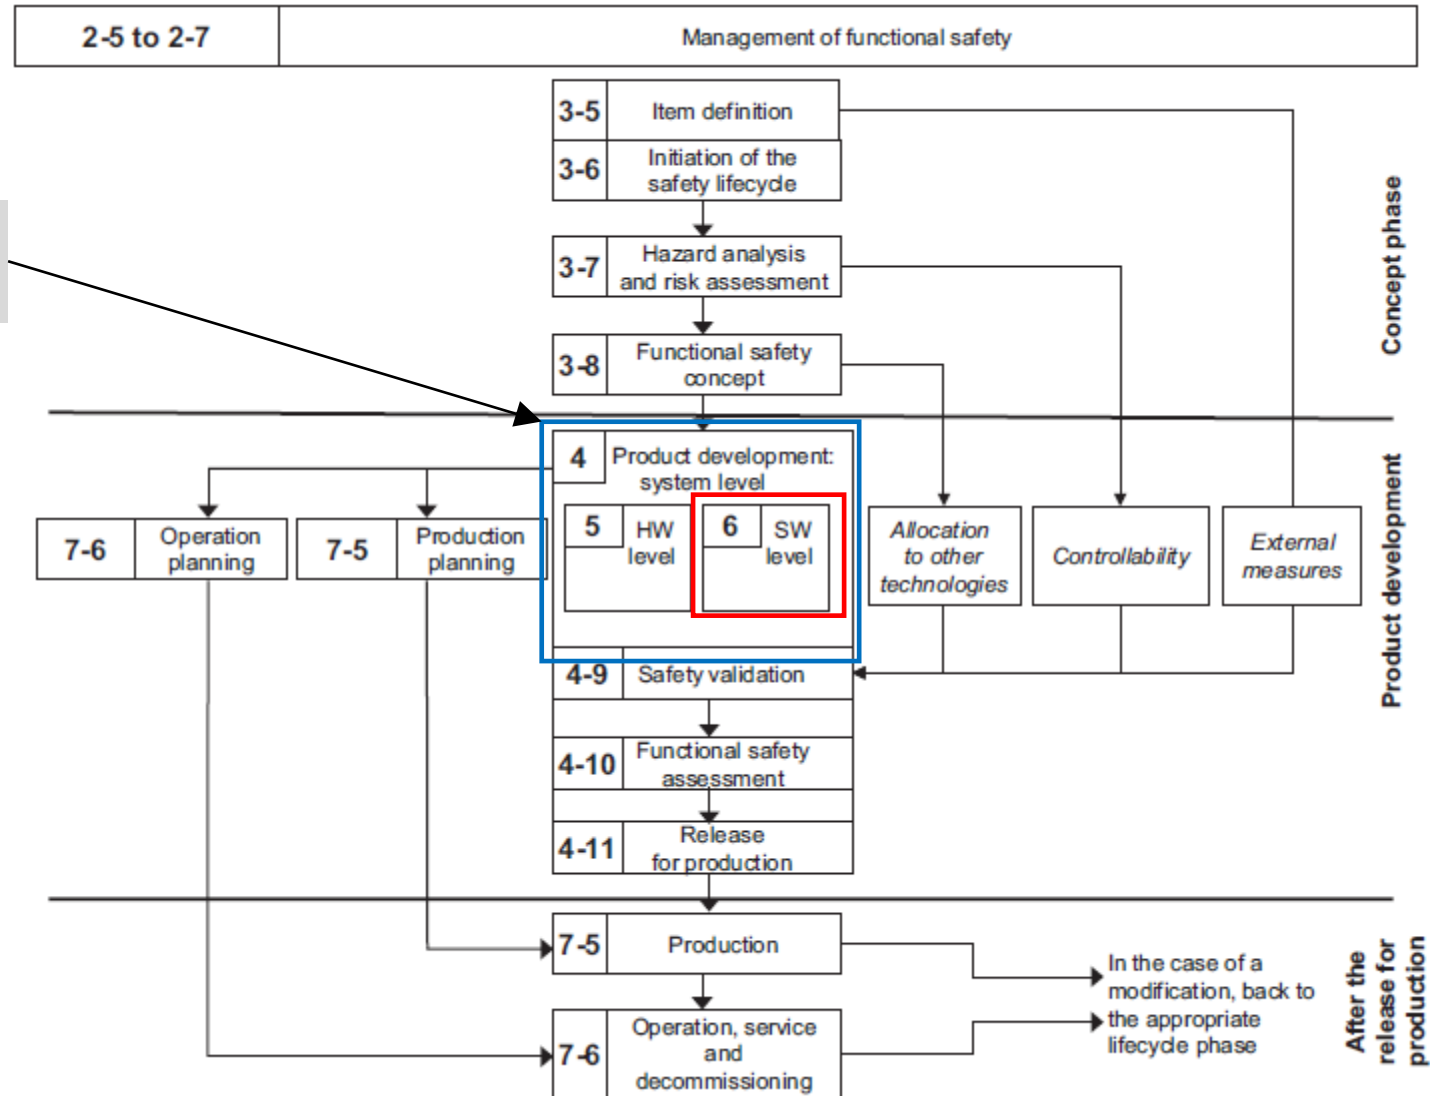 2-5 to 2-7
Management of functional safety
3-5
Item definition
3-6
Initiation of the
safety lifecycle
3-7
Hazard analysis
and risk assessment
3-8
Functional safety
concept
Concept phase
4
Product development:
system level
5
HW
level
6
SW
level
7-6
Operation
planning
7-5
Production
planning
Allocation
to other
technologies
Controllability
External
measures
Product development
4-9
Safety validation
4-10
Functional safety
assessment
4-11
Release
for production
7-5
Production
7-6
Operation, service
and
decommissioning
In the case of a
modification, back to
the appropriate
lifecycle phase
After the
release for
production